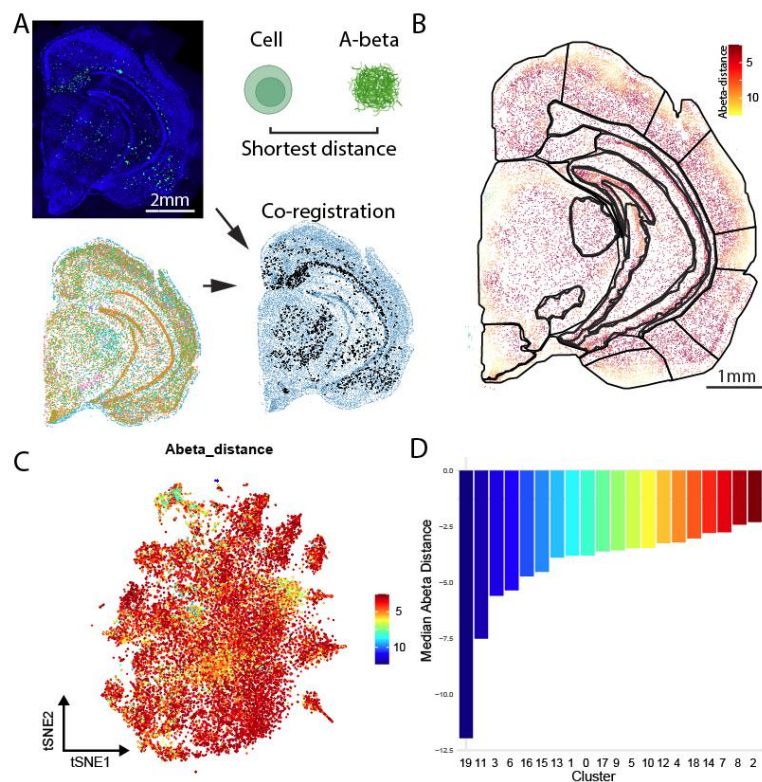 A
Cell
A-beta
Shortest distance
2mm
Co-registration
B
Abeta-distance
5
10
1mm
C
Abeta_distance
5
10
tSNE2
tSNE1
D
Median Abeta Distance
0.0
-2.5
-5.0
-7.5
-10.0
-12.5
19 11 3 6 16 15 13 1 0 17 9 5 10 12 4 18 14 7 8 2
Cluster